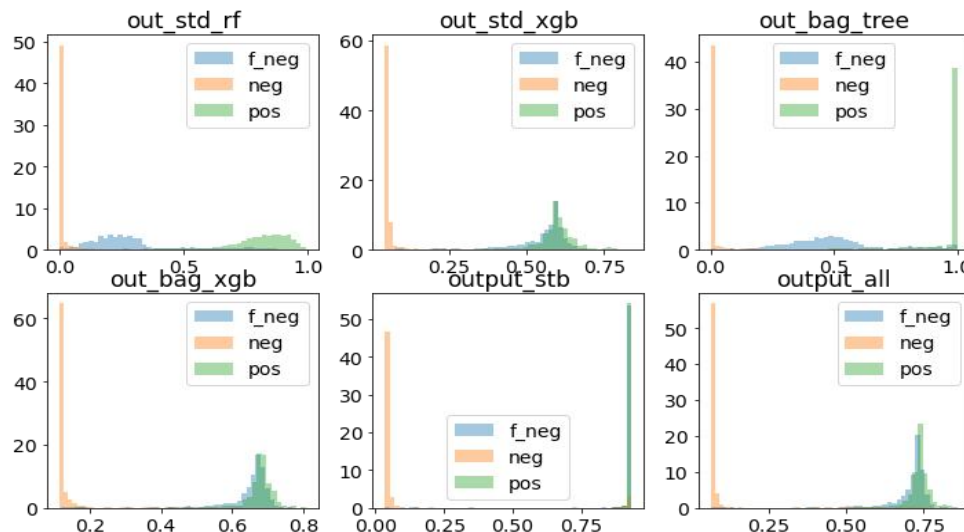 out_std_rf
50
40
30
20
10
0
0.0
0.5
1.0
f_neg
neg
pos
out_std_xgb
60
40
20
0
0.25
0.50
0.75
f_neg
neg
pos
out_bag_tree
40
30
20
10
0
0.0
0.5
1.0
f_neg
neg
pos
out_bag_xgb
60
40
20
0
0.2
0.4
0.6
0.8
f_neg
neg
pos
output_stb
50
40
30
20
10
0
0.00
0.25
0.50
0.75
f_neg
neg
pos
output_all
50
40
30
20
10
0
0.25
0.50
0.75
f_neg
neg
pos